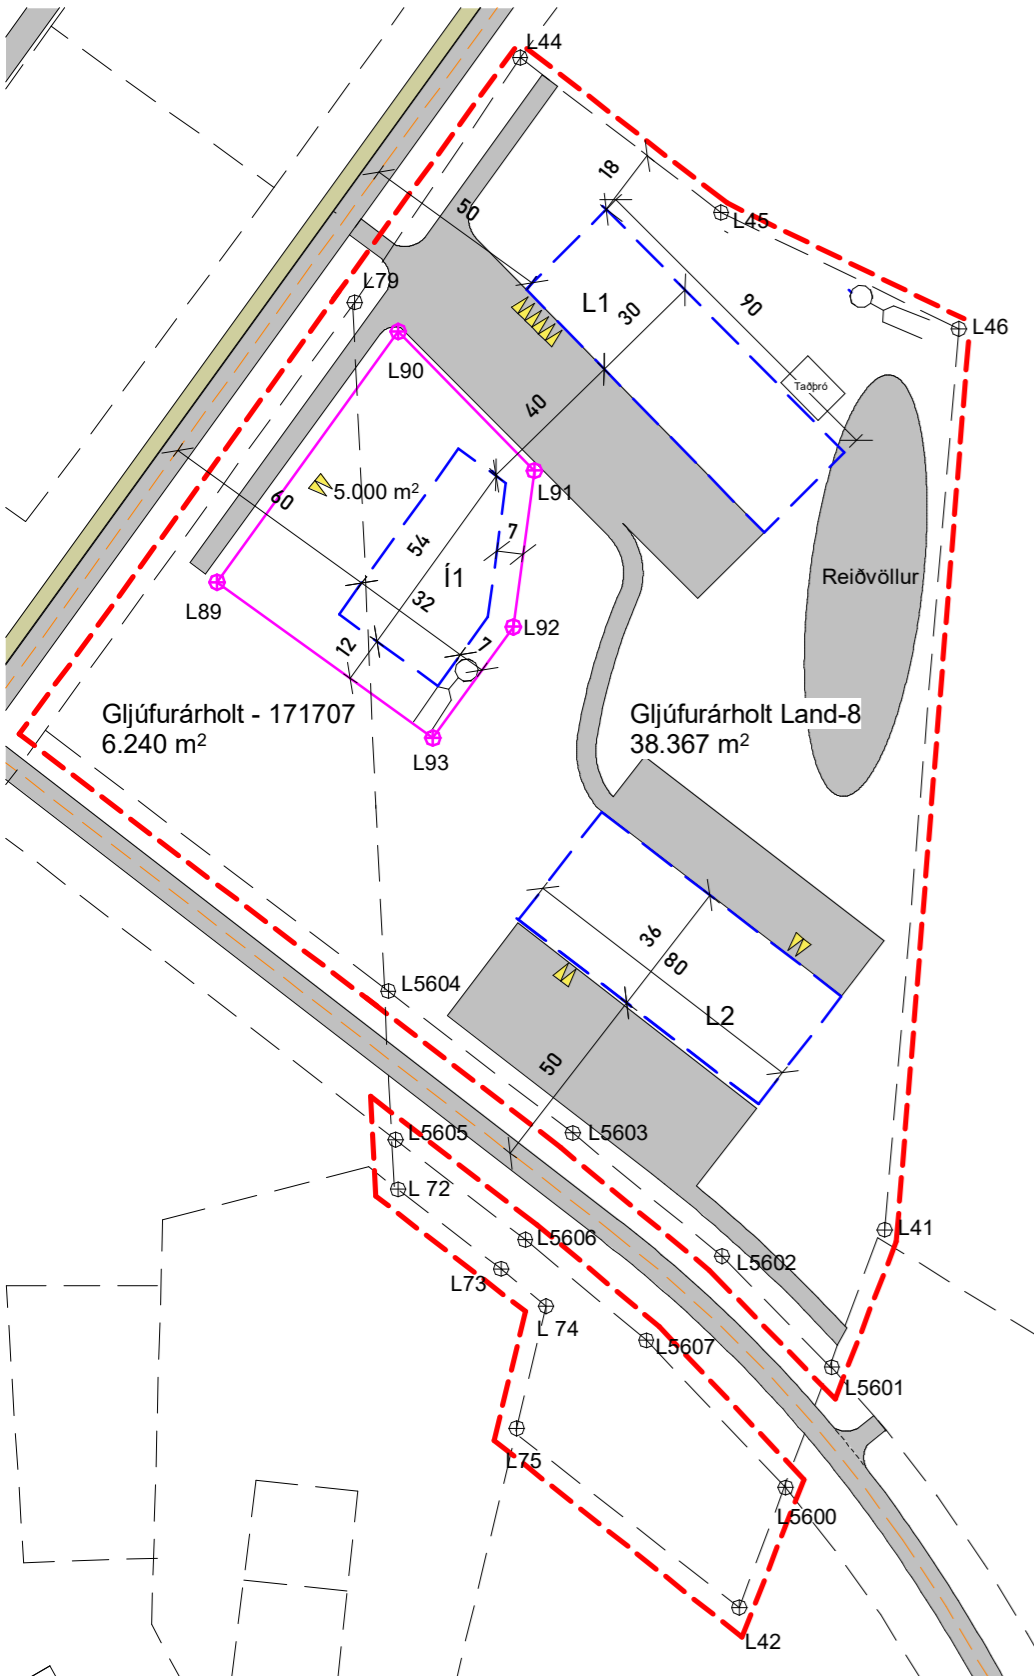 L44
18
50
L45
L79
L1
30
90
L46
L90
Taðþró
40
L91
60
5.000 m²
7
54
Í1
Reiðvöllur
L89
32
L92
12
7
Gljúfurárholt - 171707
6.240 m²
Gljúfurárholt Land-8
38.367 m²
L93
36
80
L5604
L2
50
L5605
L5603
L 72
L5606
L41
L5602
L73
L 74
L5607
L5601
L75
L5600
L42